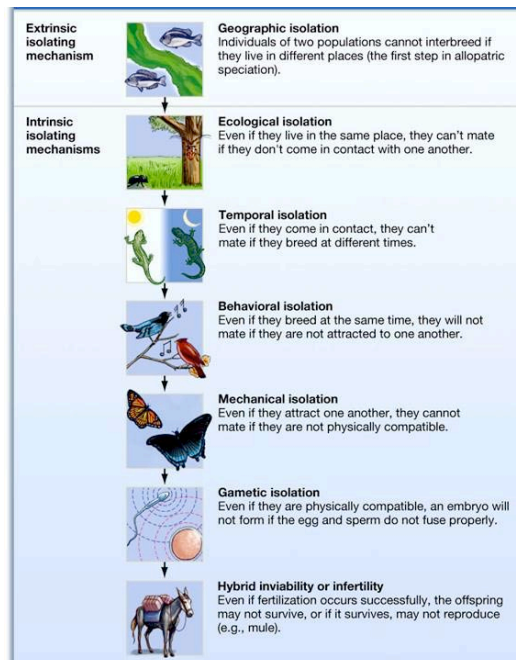 Extrinsic
isolating
mechanism
Geographic isolation
Individuals of two populations cannot interbreed if
they live in different places (the first step in allopatric
speciation).
Intrinsic
isolating
mechanisms
Ecological isolation
Even if they live in the same place, they can't mate
if they don't come in contact with one another.
Temporal isolation
Even if they come in contact, they can't
mate if they breed at different times.
Behavioral isolation
Even if they breed at the same time, they will not
mate if they are not attracted to one another.
Mechanical isolation
Even if they attract one another, they cannot
mate if they are not physically compatible.
Gametic isolation
Even if they are physically compatible, an embryo will
not form if the egg and sperm do not fuse properly.
Hybrid inviability or infertility
Even if fertilization occurs successfully, the offspring
may not survive, or if it survives, may not reproduce
(e.g., mule).